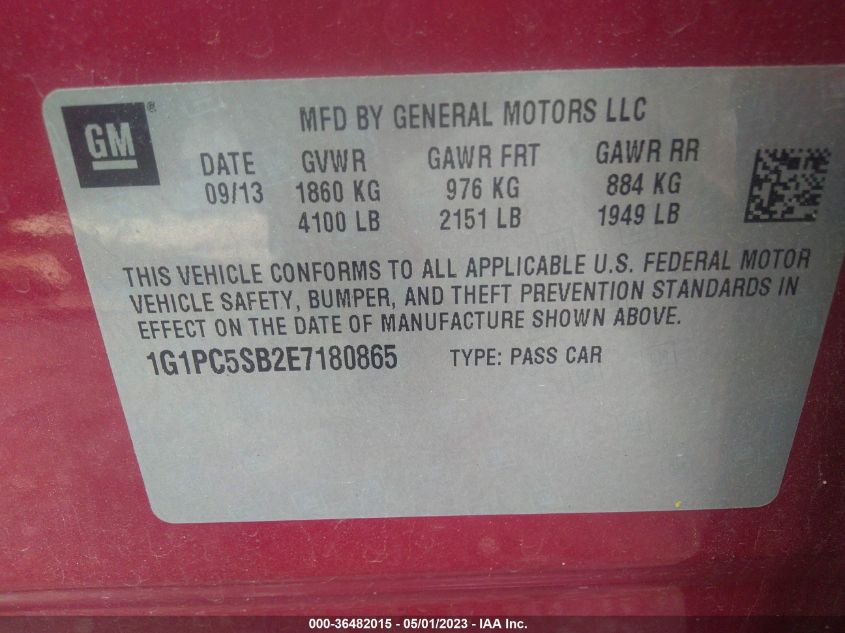 GM®
MFD BY GENERAL MOTORS LLC
DATE GVWR GAWR FRT GAWR RR
09/13 1860 KG 976 KG 884 KG
4100 LB 2151 LB 1949 LB
THIS VEHICLE CONFORMS TO ALL APPLICABLE U.S. FEDERAL MOTOR
VEHICLE SAFETY, BUMPER, AND THEFT PREVENTION STANDARDS IN
EFFECT ON THE DATE OF MANUFACTURE SHOWN ABOVE.
1G1PC5SB2E7180865 TYPE: PASS CAR
000-36482015 - 05/01/2023 - IAA Inc.